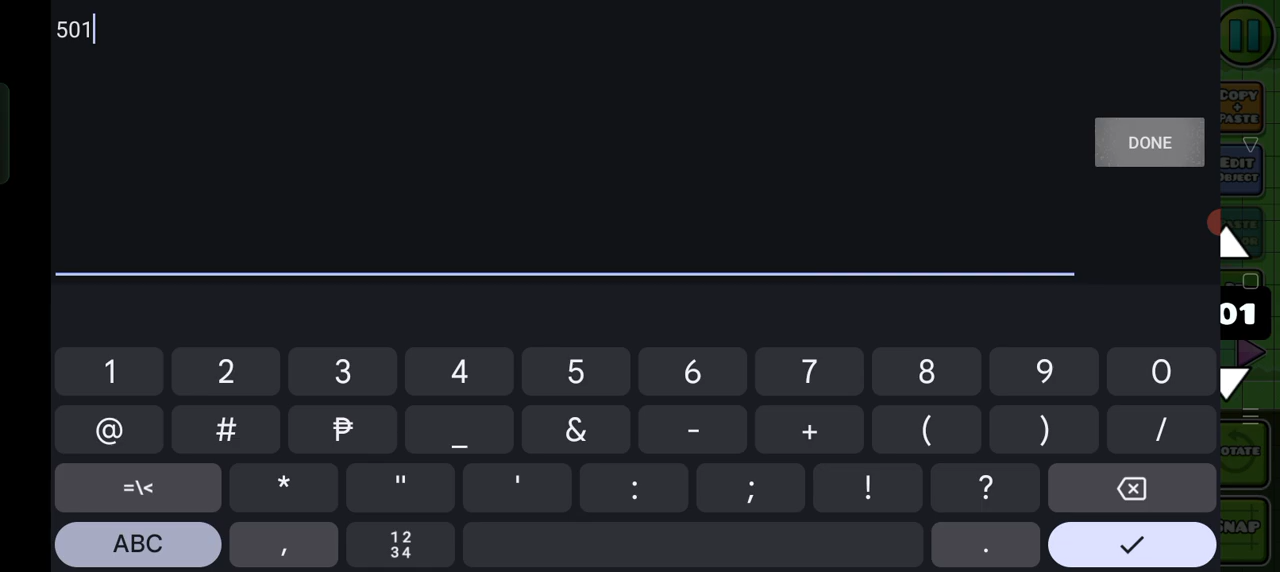 501
DONE
COPY
+
PASTE
EDIT
OBJECT
01
1 2 3 4 5 6 7 8 9 0
@ # ₱ _ & - + ( ) /
=\< * " ' : ; ! ?
ABC , 12 .
34